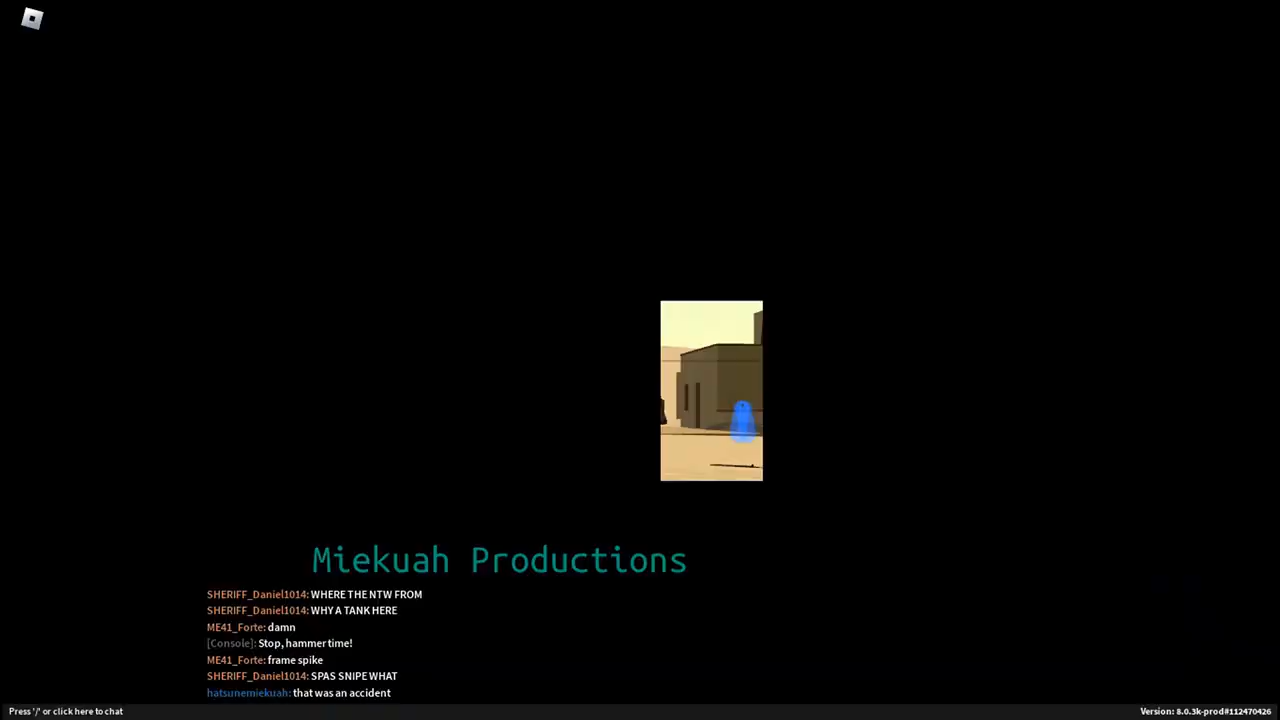 Miekuah Productions
SHERIFF_Daniel1014: WHERE THE NTW FROM
SHERIFF_Daniel1014: WHY A TANK HERE
ME41_Forte: damn
[Console]: Stop, hammer time!
ME41_Forte: frame spike
SHERIFF_Daniel1014: SPAS SNIPE WHAT
hatsunemiekuah: that was an accident
Press '/' or click here to chat
Version: 8.0.3k-prod#112470426